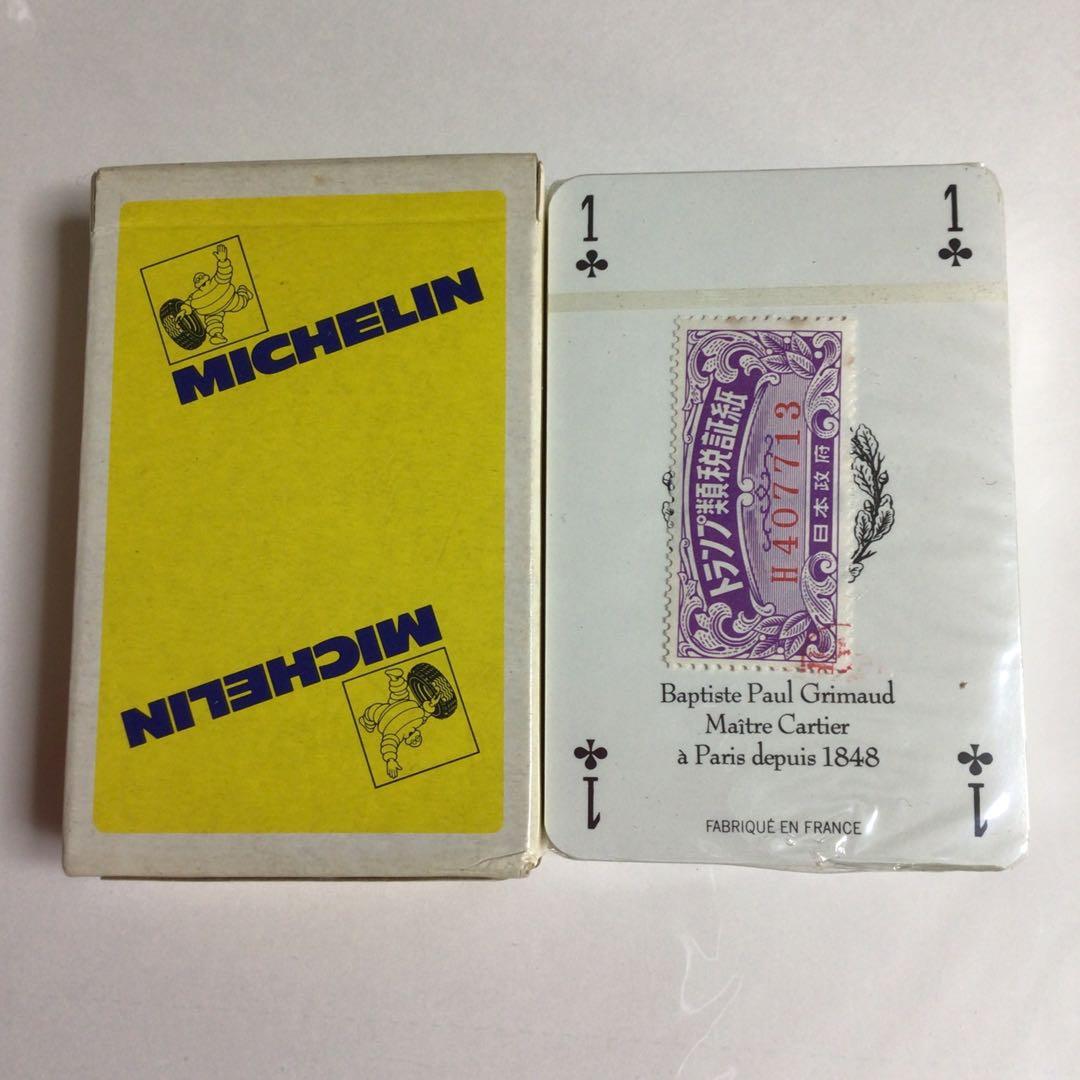 MICHELIN
MICHELIN
1
1
トランプ類税証紙
H407713
日本政府
Baptiste Paul Grimaud
Maître Cartier
à Paris depuis 1848
1
1
FABRIQUÉ EN FRANCE